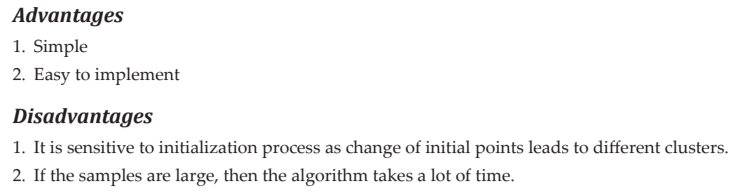 Advantages
1. Simple
2. Easy to implement
Disadvantages
1. It is sensitive to initialization process as change of initial points leads to different clusters.
2. If the samples are large, then the algorithm takes a lot of time.